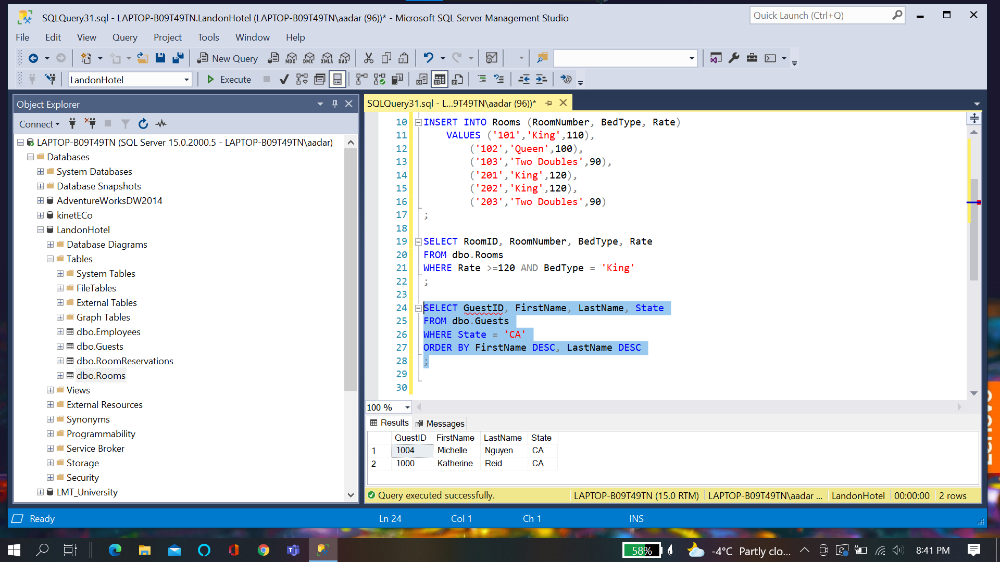 SQLQuery31.sql - LAPTOP-B09T49TN.LandonHotel (LAPTOP-B09T49TN\aadar (96))* - Microsoft SQL Server Management Studio
Quick Launch (Ctrl+Q)
File Edit View Query Project Tools Window Help
New Query MDX DMX XMLA DAX
LandonHotel Execute
Object Explorer
Connect
LAPTOP-B09T49TN (SQL Server 15.0.2000.5 - LAPTOP-B09T49TN\aadar)
Databases
System Databases
Database Snapshots
AdventureWorksDW2014
kinetECo
LandonHotel
Database Diagrams
Tables
System Tables
FileTables
External Tables
Graph Tables
dbo.Employees
dbo.Guests
dbo.RoomReservations
dbo.Rooms
Views
External Resources
Synonyms
Programmability
Service Broker
Storage
Security
LMT_University
SQLQuery31.sql - L...9T49TN\aadar (96))*
10 INSERT INTO Rooms (RoomNumber, BedType, Rate)
11 VALUES ('101','King',110),
12 ('102','Queen',100),
13 ('103','Two Doubles',90),
14 ('201','King',120),
15 ('202','King',120),
16 ('203','Two Doubles',90)
17 ;
18
19 SELECT RoomID, RoomNumber, BedType, Rate
20 FROM dbo.Rooms
21 WHERE Rate >=120 AND BedType = 'King'
22 ;
23
24 SELECT GuestID, FirstName, LastName, State
25 FROM dbo.Guests
26 WHERE State = 'CA'
27 ORDER BY FirstName DESC, LastName DESC
28 ;
29
30
100 %
Results Messages
GuestID FirstName LastName State
1 1004 Michelle Nguyen CA
2 1000 Katherine Reid CA
Query executed successfully. LAPTOP-B09T49TN (15.0 RTM) LAPTOP-B09T49TN\aadar ... LandonHotel 00:00:00 2 rows
Ready Ln 24 Col 1 Ch 1 INS
58% -4°C Partly clo... 8:41 PM